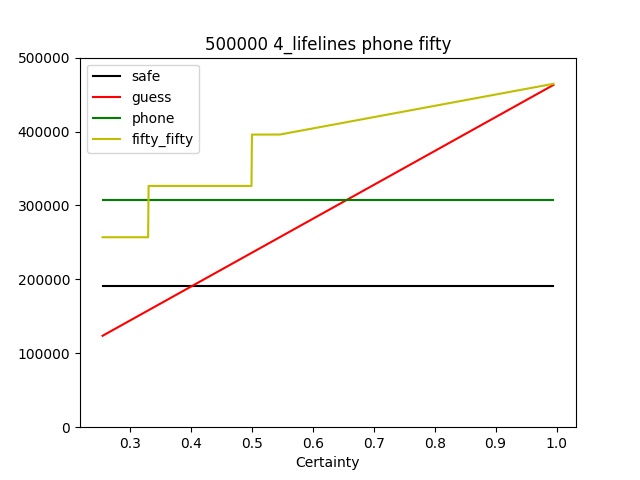 500000 4_lifelines phone fifty
500000
400000
300000
200000
100000
0
safe
guess
phone
fifty_fifty
0.3 0.4 0.5 0.6 0.7 0.8 0.9 1.0
Certainty